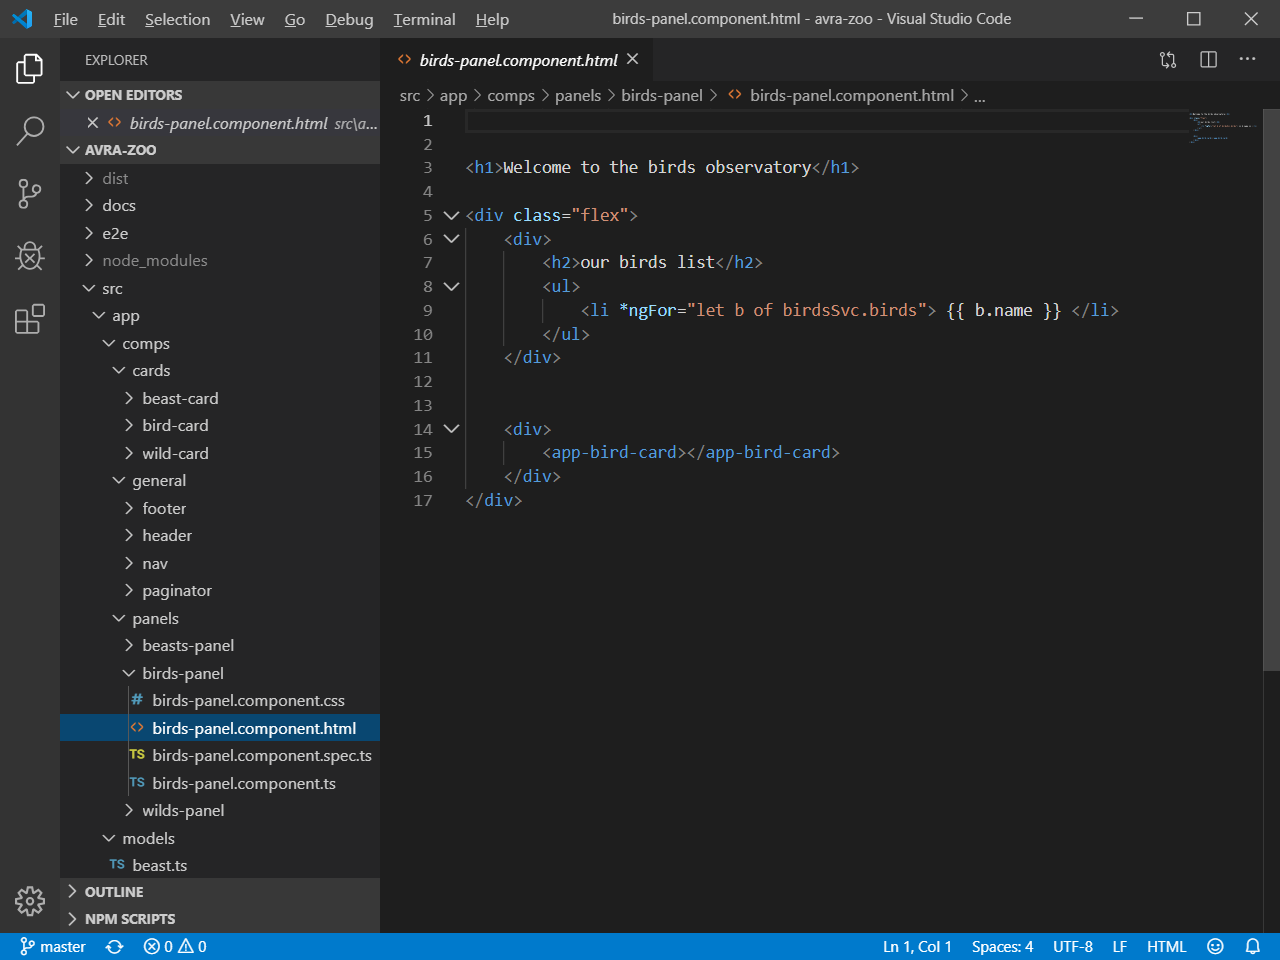 File Edit Selection View Go Debug Terminal Help birds-panel.component.html - avra-zoo - Visual Studio Code
EXPLORER
OPEN EDITORS
birds-panel.component.html src\a...
AVRA-ZOO
dist
docs
e2e
node_modules
src
app
comps
cards
beast-card
bird-card
wild-card
general
footer
header
nav
paginator
panels
beasts-panel
birds-panel
# birds-panel.component.css
<> birds-panel.component.html
TS birds-panel.component.spec.ts
TS birds-panel.component.ts
wilds-panel
models
TS beast.ts
OUTLINE
NPM SCRIPTS
<> birds-panel.component.html
src > app > comps > panels > birds-panel > <> birds-panel.component.html > ...
1
2
3 <h1>Welcome to the birds observatory</h1>
4
5 <div class="flex">
6 <div>
7 <h2>our birds list</h2>
8 <ul>
9 <li *ngFor="let b of birdsSvc.birds"> {{ b.name }} </li>
10 </ul>
11 </div>
12
13
14 <div>
15 <app-bird-card></app-bird-card>
16 </div>
17 </div>
master 0 0 Ln 1, Col 1 Spaces: 4 UTF-8 LF HTML